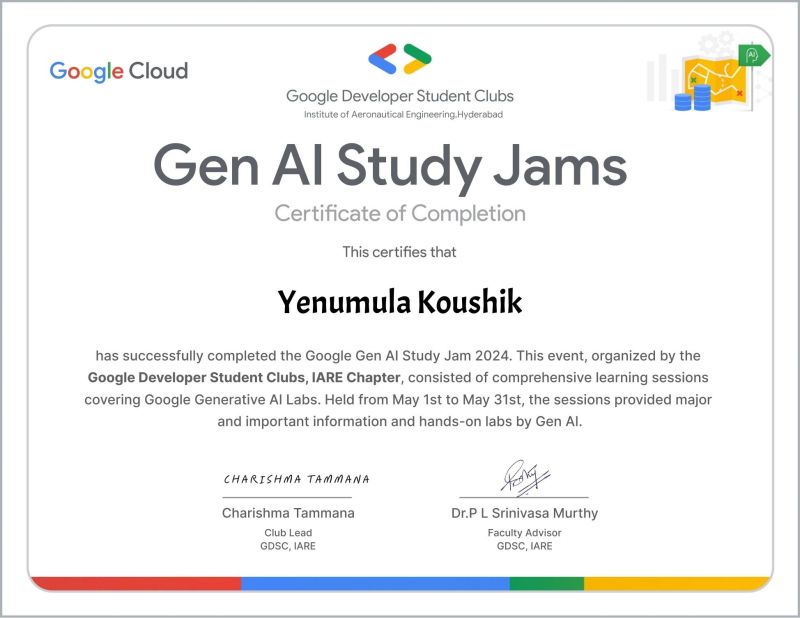 Google Cloud
Google Developer Student Clubs
Institute of Aeronautical Engineering,Hyderabad
AI
Gen AI Study Jams
Certificate of Completion
This certifies that
Yenumula Koushik
has successfully completed the Google Gen AI Study Jam 2024. This event, organized by the
Google Developer Student Clubs, IARE Chapter, consisted of comprehensive learning sessions
covering Google Generative AI Labs. Held from May 1st to May 31st, the sessions provided major
and important information and hands-on labs by Gen AI.
CHARISHMA TAMMANA
Charishma Tammana
Club Lead
GDSC, IARE
Dr.P L Srinivasa Murthy
Faculty Advisor
GDSC, IARE